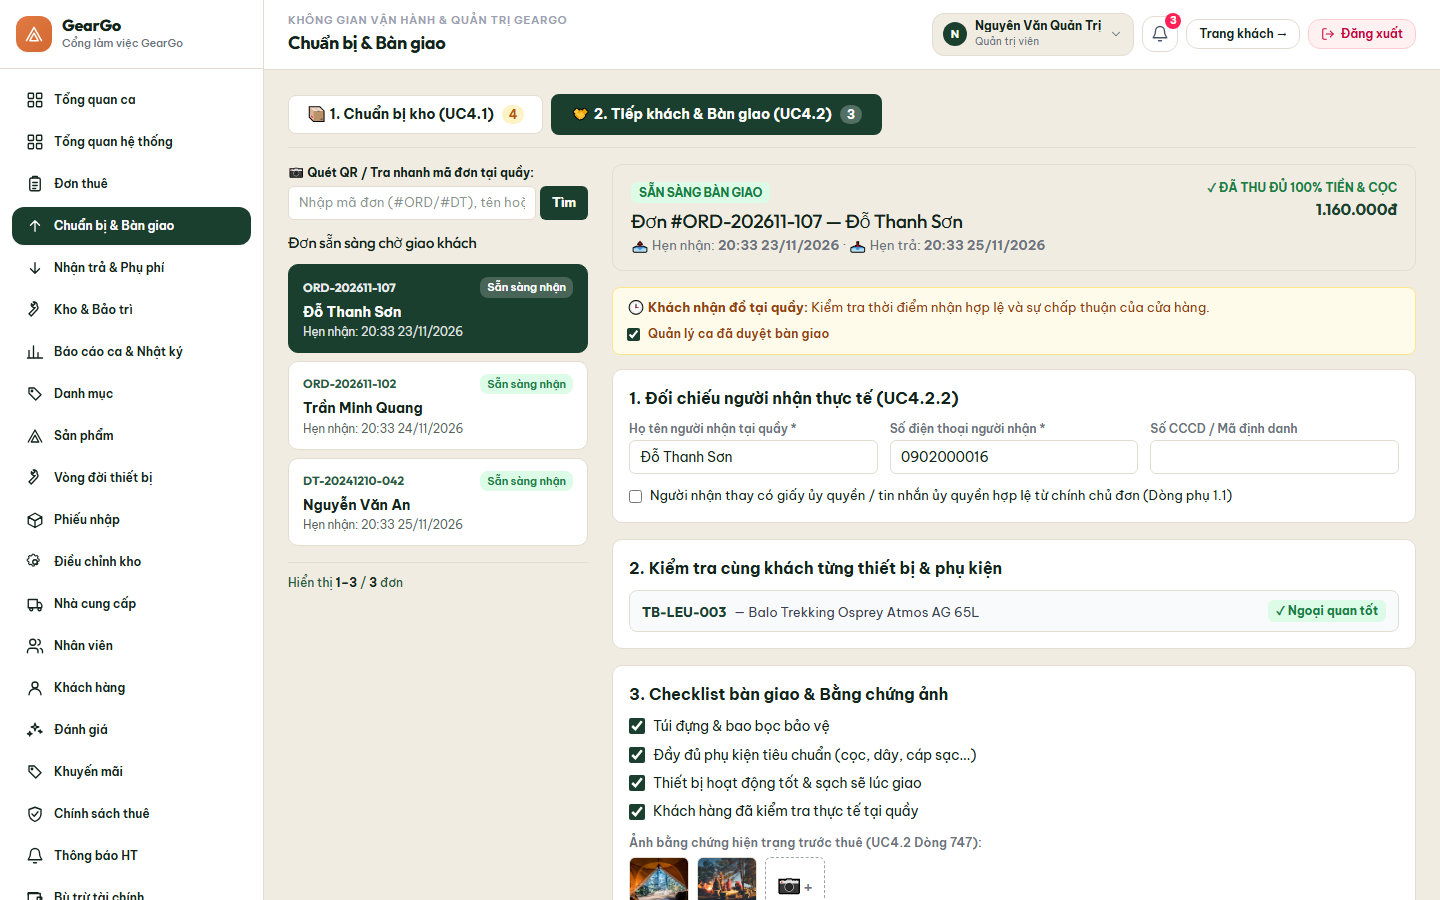 GearGo
Cổng làm việc GearGo
KHÔNG GIAN VẬN HÀNH & QUẢN TRỊ GEARGO
Chuẩn bị & Bàn giao
N
Nguyễn Văn Quản Trị
Quản trị viên
3
Trang khách →
Đăng xuất
Tổng quan ca
Tổng quan hệ thống
Đơn thuê
Chuẩn bị & Bàn giao
Nhận trả & Phụ phí
Kho & Bảo trì
Báo cáo ca & Nhật ký
Danh mục
Sản phẩm
Vòng đời thiết bị
Phiếu nhập
Điều chỉnh kho
Nhà cung cấp
Nhân viên
Khách hàng
Đánh giá
Khuyến mãi
Chính sách thuê
Thông báo HT
Bù trừ tài chính
1. Chuẩn bị kho (UC4.1) 4
2. Tiếp khách & Bàn giao (UC4.2) 3
Quét QR / Tra nhanh mã đơn tại quầy:
Nhập mã đơn (#ORD/#DT), tên hoặ
Tìm
Đơn sẵn sàng chờ giao khách
ORD-202611-107 Sẵn sàng nhận
Đỗ Thanh Sơn
Hẹn nhận: 20:33 23/11/2026
ORD-202611-102 Sẵn sàng nhận
Trần Minh Quang
Hẹn nhận: 20:33 24/11/2026
DT-20241210-042 Sẵn sàng nhận
Nguyễn Văn An
Hẹn nhận: 20:33 25/11/2026
Hiển thị 1–3 / 3 đơn
SẴN SÀNG BÀN GIAO
Đơn #ORD-202611-107 — Đỗ Thanh Sơn
Hẹn nhận: 20:33 23/11/2026 · Hẹn trả: 20:33 25/11/2026
✓ ĐÃ THU ĐỦ 100% TIỀN & CỌC
1.160.000đ
Khách nhận đồ tại quầy: Kiểm tra thời điểm nhận hợp lệ và sự chấp thuận của cửa hàng.
Quản lý ca đã duyệt bàn giao
1. Đối chiếu người nhận thực tế (UC4.2.2)
Họ tên người nhận tại quầy *
Đỗ Thanh Sơn
Số điện thoại người nhận *
0902000016
Số CCCD / Mã định danh
Người nhận thay có giấy ủy quyền / tin nhắn ủy quyền hợp lệ từ chính chủ đơn (Dòng phụ 1.1)
2. Kiểm tra cùng khách từng thiết bị & phụ kiện
TB-LEU-003 — Balo Trekking Osprey Atmos AG 65L
✓ Ngoại quan tốt
3. Checklist bàn giao & Bằng chứng ảnh
Túi đựng & bao bọc bảo vệ
Đầy đủ phụ kiện tiêu chuẩn (cọc, dây, cáp sạc...)
Thiết bị hoạt động tốt & sạch sẽ lúc giao
Khách hàng đã kiểm tra thực tế tại quầy
Ảnh bằng chứng hiện trạng trước thuê (UC4.2 Dòng 747):
+